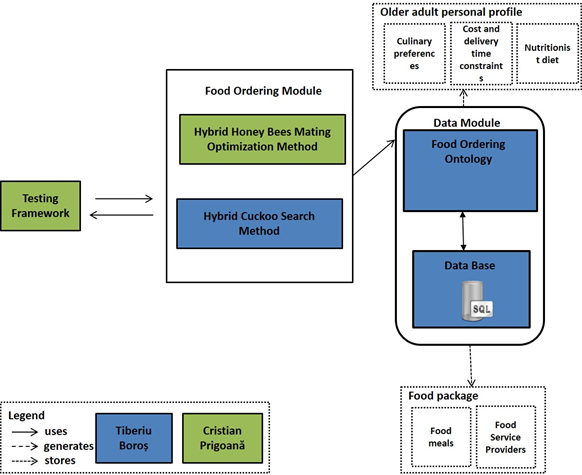 Older adult personal profile
Culinary
preferenc
es
Cost and
delivery
time
constraint
s
Nutritionis
t diet
Food Ordering Module
Hybrid Honey Bees Mating
Optimization Method
Hybrid Cuckoo Search
Method
Testing
Framework
Data Module
Food Ordering
Ontology
Data Base
SQL
Food package
Food
meals
Food
Service
Providers
Legend
uses
generates
stores
Tiberiu
Boroș
Cristian
Prigoană